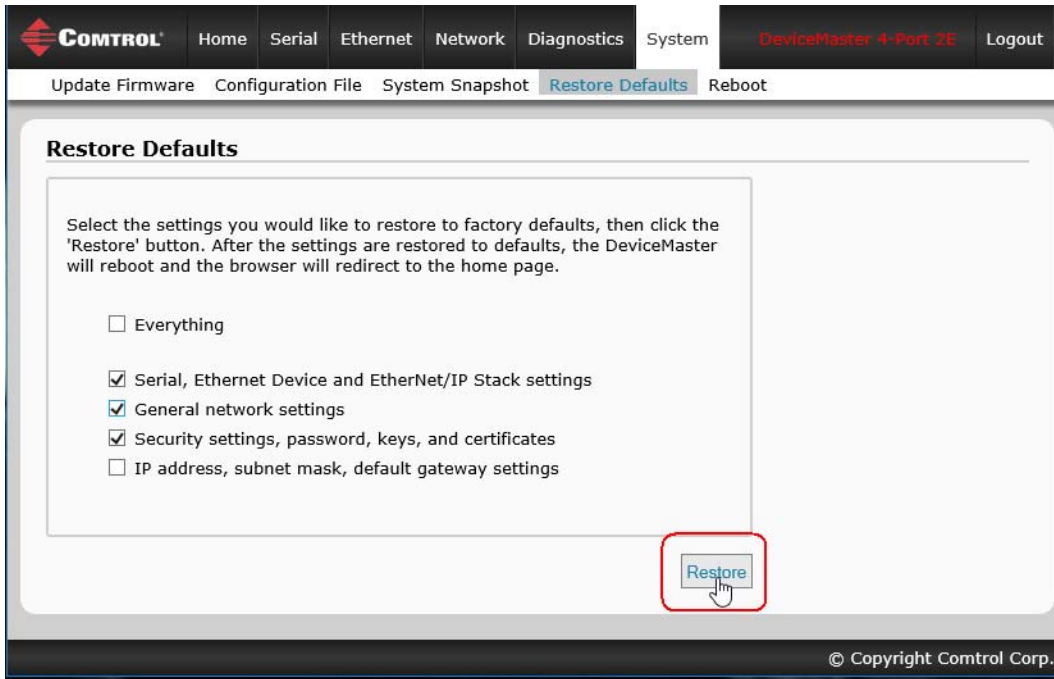 COMTROL Home Serial Ethernet Network Diagnostics System DeviceMaster 4-Port 2E Logout
Update Firmware Configuration File System Snapshot Restore Defaults Reboot
Restore Defaults
Select the settings you would like to restore to factory defaults, then click the
'Restore' button. After the settings are restored to defaults, the DeviceMaster
will reboot and the browser will redirect to the home page.
Everything
Serial, Ethernet Device and EtherNet/IP Stack settings
General network settings
Security settings, password, keys, and certificates
IP address, subnet mask, default gateway settings
Restore
© Copyright Comtrol Corp.